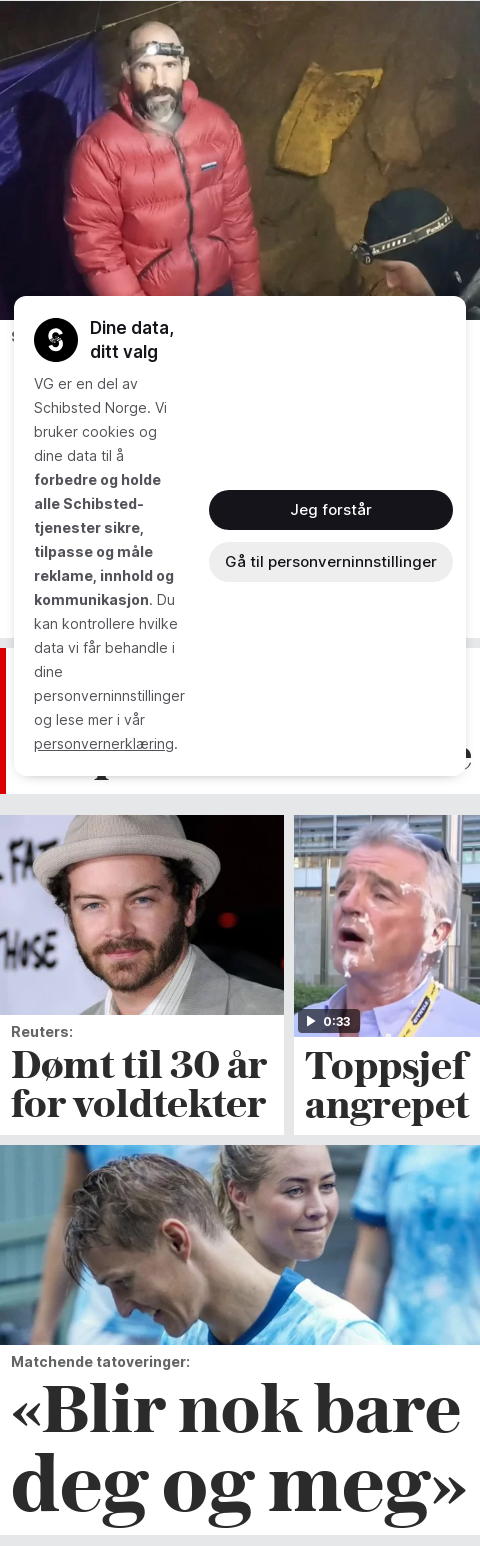 Dine data,
ditt valg
VG er en del av
Schibsted Norge. Vi
bruker cookies og
dine data til å
forbedre og holde
alle Schibsted-
tjenester sikre,
tilpasse og måle
reklame, innhold og
kommunikasjon. Du
kan kontrollere hvilke
data vi får behandle i
dine
personverninnstillinger
og lese mer i vår
personvernerklæring.
Jeg forstår
Gå til personverninnstillinger
0:33
Reuters:
Dømt til 30 år
for voldtekter
Toppsjef
angrepet
Matchende tatoveringer:
«Blir nok bare
deg og meg»